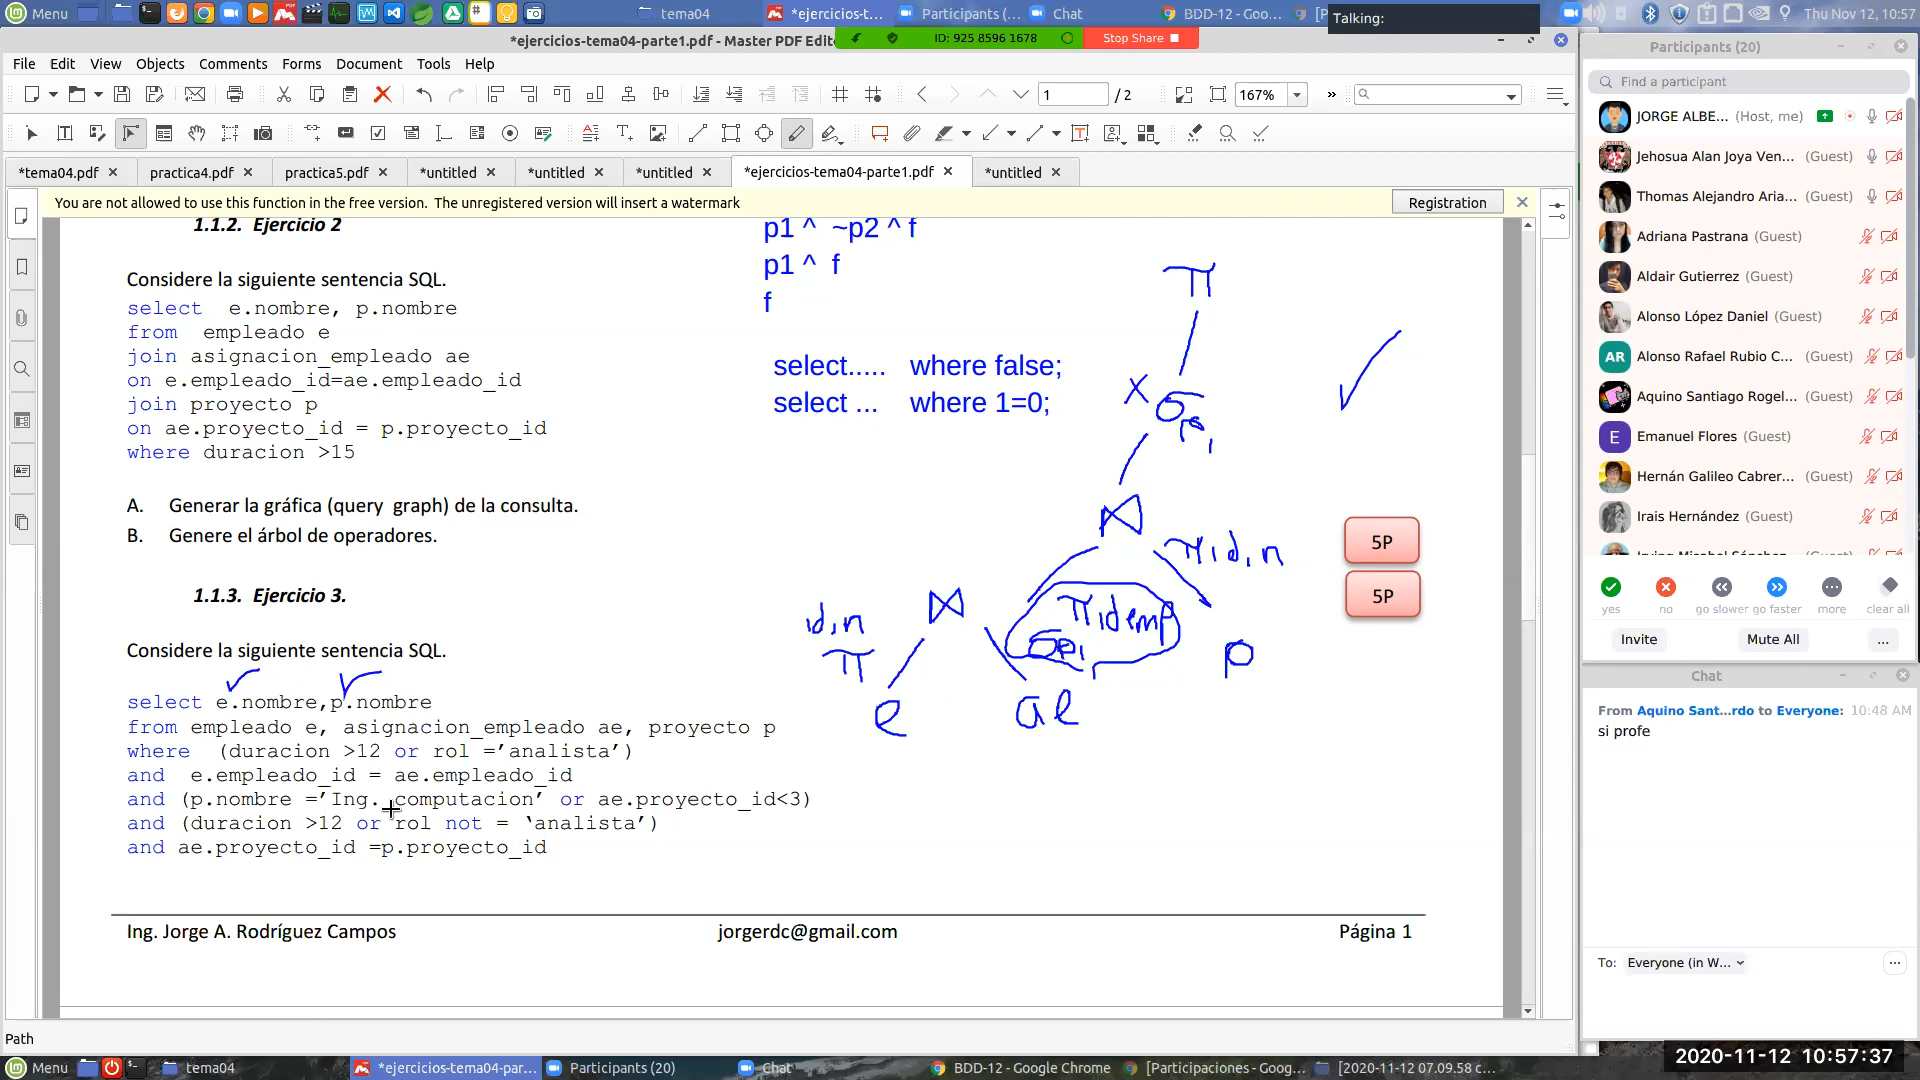 Menu
tema04
*ejercicios-t...
Participants (...
Chat
BDD-12 - Goo...
Talking:
Thu Nov 12, 10:57
*ejercicios-tema04-parte1.pdf - Master PDF Edit
ID: 925 8596 1678
Stop Share
File Edit View Objects Comments Forms Document Tools Help
1 / 2
167%
*tema04.pdf
practica4.pdf
practica5.pdf
*untitled
*untitled
*untitled
*ejercicios-tema04-parte1.pdf
*untitled
You are not allowed to use this function in the free version. The unregistered version will insert a watermark
Registration
1.1.2. Ejercicio 2
Considere la siguiente sentencia SQL.
select e.nombre, p.nombre
from empleado e
join asignacion_empleado ae
on e.empleado_id=ae.empleado_id
join proyecto p
on ae.proyecto_id = p.proyecto_id
where duracion >15
A. Generar la gráfica (query graph) de la consulta.
B. Genere el árbol de operadores.
p1 ^ ~p2 ^ f
p1 ^ f
f
select..... where false;
select ... where 1=0;
π
X σp1
⋈
π id, n
⋈
id, n
π
π idemp
σp1
p
e
ae
5P
5P
1.1.3. Ejercicio 3.
Considere la siguiente sentencia SQL.
select e.nombre,p.nombre
from empleado e, asignacion_empleado ae, proyecto p
where (duracion >12 or rol =’analista’)
and e.empleado_id = ae.empleado_id
and (p.nombre =’Ing. computacion’ or ae.proyecto_id<3)
and (duracion >12 or rol not = ‘analista’)
and ae.proyecto_id =p.proyecto_id
Ing. Jorge A. Rodríguez Campos
jorgerdc@gmail.com
Página 1
Path
Participants (20)
Find a participant
JORGE ALBE... (Host, me)
Jehosua Alan Joya Ven... (Guest)
Thomas Alejandro Aria... (Guest)
Adriana Pastrana (Guest)
Aldair Gutierrez (Guest)
Alonso López Daniel (Guest)
AR Alonso Rafael Rubio C... (Guest)
Aquino Santiago Rogel... (Guest)
E Emanuel Flores (Guest)
Hernán Galileo Cabrer... (Guest)
Irais Hernández (Guest)
yes no go slower go faster more clear all
Invite
Mute All
...
Chat
From Aquino Sant...rdo to Everyone: 10:48 AM
si profe
To: Everyone (in W...
...
Menu
tema04
*ejercicios-tema04-par...
Participants (20)
Chat
BDD-12 - Google Chrome
[Participaciones - Goog...
[2020-11-12 07.09.58 c...
2020-11-12 10:57:37